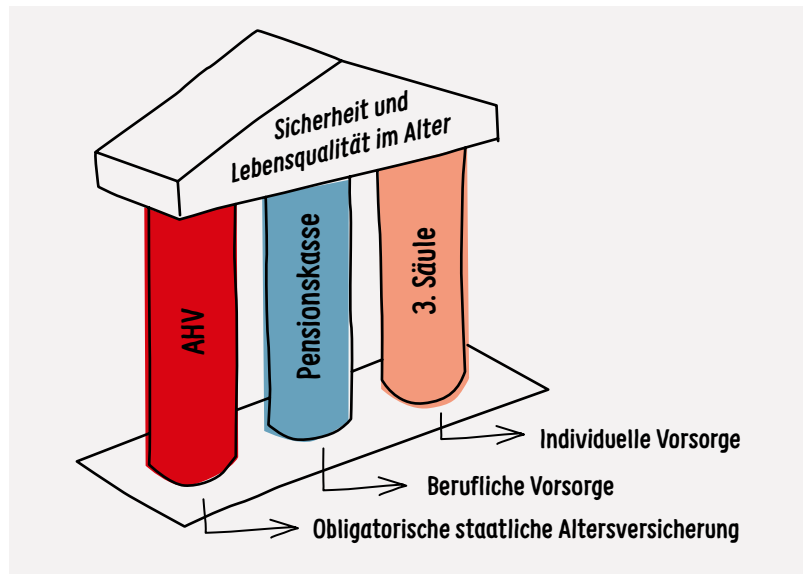 Sicherheit und
Lebensqualität im Alter
AHV
Pensionskasse
3. Säule
Individuelle Vorsorge
Berufliche Vorsorge
Obligatorische staatliche Altersversicherung